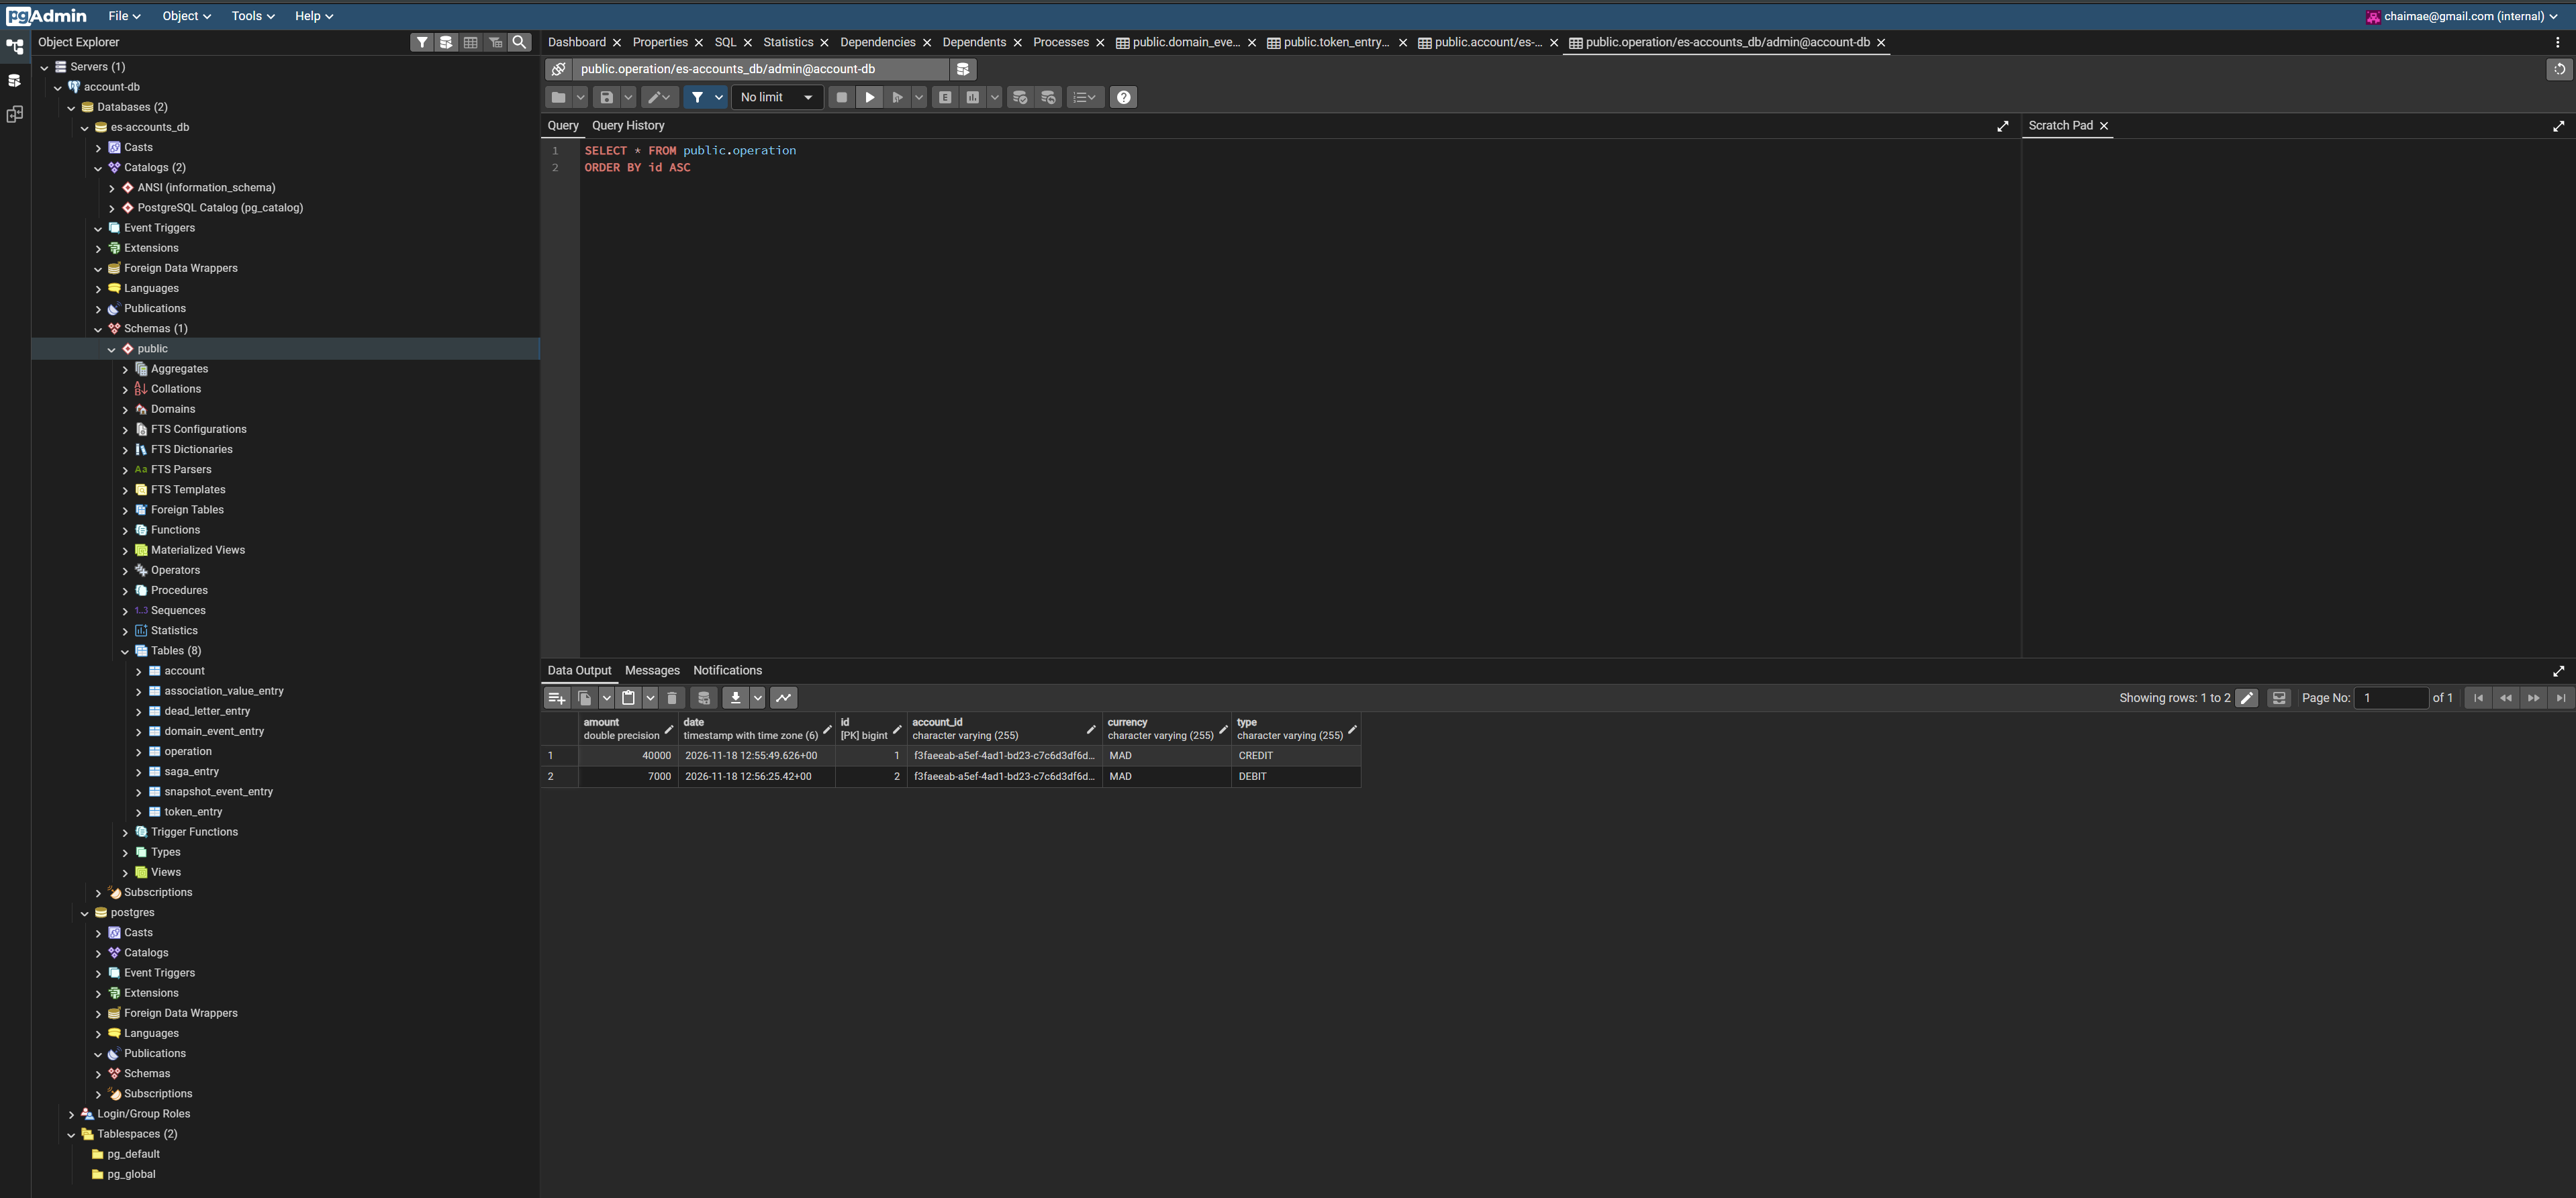 pgAdmin File Object Tools Help chaimae@gmail.com (internal)
Object Explorer
Dashboard Properties SQL Statistics Dependencies Dependents Processes public.domain_eve... public.token_entry... public.account/es-... public.operation/es-accounts_db/admin@account-db
Servers (1)
account-db
Databases (2)
es-accounts_db
Casts
Catalogs (2)
ANSI (information_schema)
PostgreSQL Catalog (pg_catalog)
Event Triggers
Extensions
Foreign Data Wrappers
Languages
Publications
Schemas (1)
public
Aggregates
Collations
Domains
FTS Configurations
FTS Dictionaries
Aa FTS Parsers
FTS Templates
Foreign Tables
Functions
Materialized Views
Operators
Procedures
1..3 Sequences
Statistics
Tables (8)
account
association_value_entry
dead_letter_entry
domain_event_entry
operation
saga_entry
snapshot_event_entry
token_entry
Trigger Functions
Types
Views
Subscriptions
postgres
Casts
Catalogs
Event Triggers
Extensions
Foreign Data Wrappers
Languages
Publications
Schemas
Subscriptions
Login/Group Roles
Tablespaces (2)
pg_default
pg_global
public.operation/es-accounts_db/admin@account-db
No limit E
Query Query History
Scratch Pad
1 SELECT * FROM public.operation
2 ORDER BY id ASC
Data Output Messages Notifications
Showing rows: 1 to 2 Page No: 1 of 1
amount date id account_id currency type
double precision timestamp with time zone (6) [PK] bigint character varying (255) character varying (255) character varying (255)
1 40000 2026-11-18 12:55:49.626+00 1 f3faeeab-a5ef-4ad1-bd23-c7c6d3df6d... MAD CREDIT
2 7000 2026-11-18 12:56:25.42+00 2 f3faeeab-a5ef-4ad1-bd23-c7c6d3df6d... MAD DEBIT